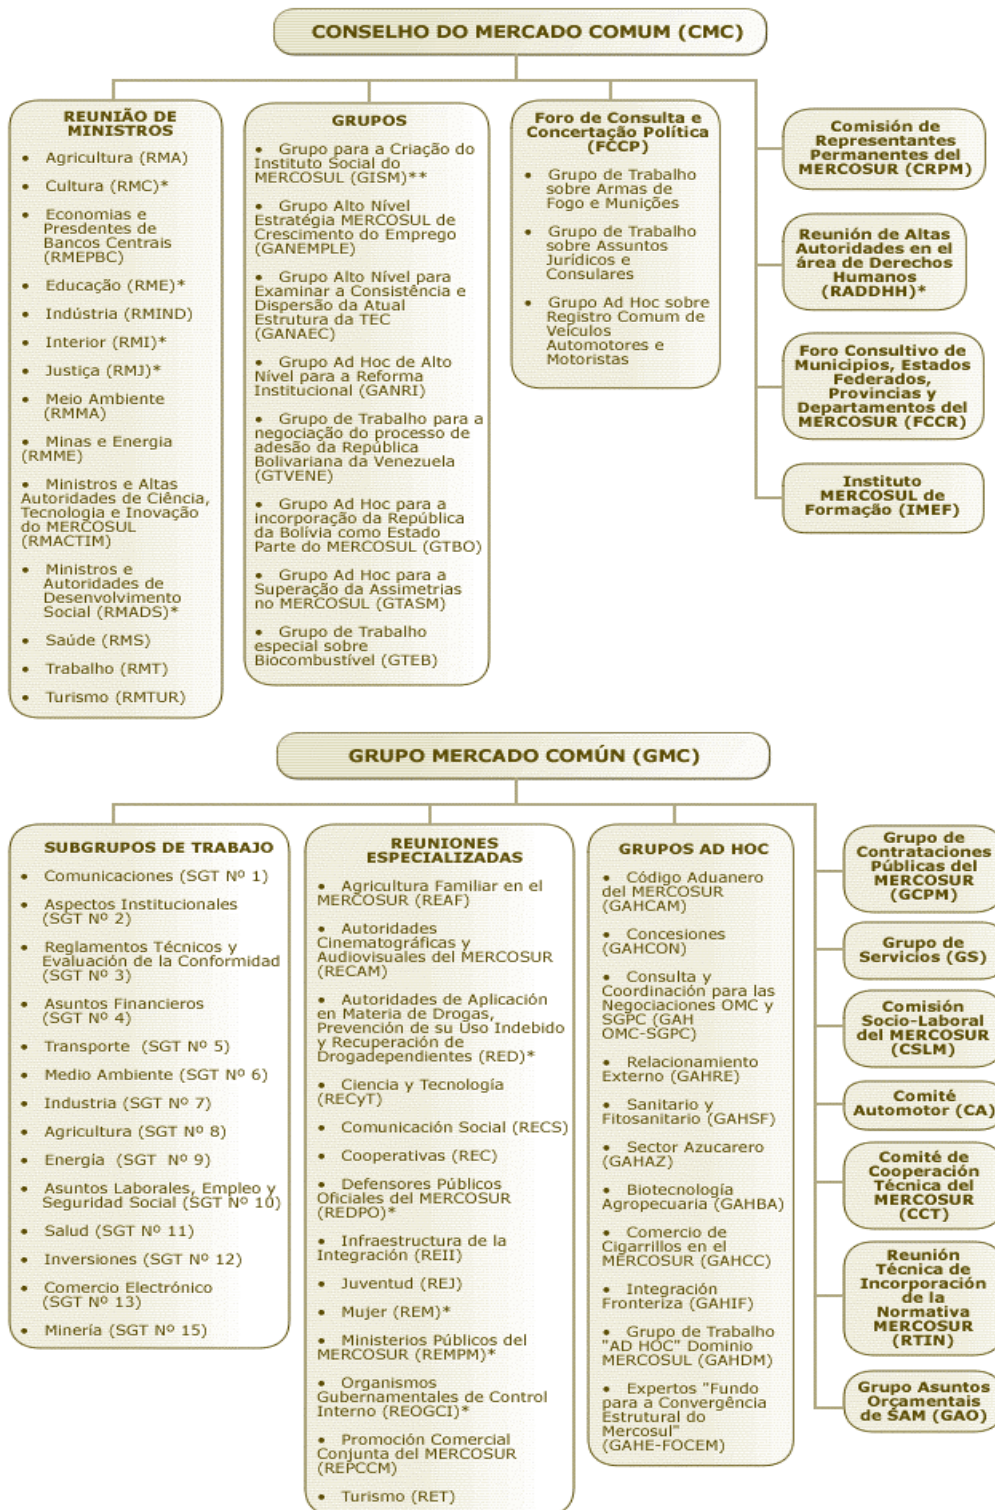 CONSELHO DO MERCADO COMUM (CMC)
REUNIÃO DE
MINISTROS
• Agricultura (RMA)
• Cultura (RMC)*
• Economias e
Presidentes de
Bancos Centrais
(RMEPBC)
• Educação (RME)*
• Indústria (RMIND)
• Interior (RMI)*
• Justiça (RMJ)*
• Meio Ambiente
(RMMA)
• Minas e Energia
(RMME)
• Ministros e Altas
Autoridades de Ciência,
Tecnologia e Inovação
do MERCOSUL
(RMACTIM)
• Ministros e
Autoridades de
Desenvolvimento
Social (RMADS)*
• Saúde (RMS)
• Trabalho (RMT)
• Turismo (RMTUR)
GRUPOS
• Grupo para a Criação do
Instituto Social do
MERCOSUL (GISM)**
• Grupo Alto Nível
Estratégia MERCOSUL de
Crescimento do Emprego
(GANEMPLE)
• Grupo Alto Nível para
Examinar a Consistência e
Dispersão da Atual
Estrutura da TEC
(GANAEC)
• Grupo Ad Hoc de Alto
Nível para a Reforma
Institucional (GANRI)
• Grupo de Trabalho para a
negociação do processo de
adesão da República
Bolivariana da Venezuela
(GTVENE)
• Grupo Ad Hoc para a
incorporação da República
da Bolívia como Estado
Parte do MERCOSUL (GTBO)
• Grupo Ad Hoc para a
Superação da Assimetrias
no MERCOSUL (GTASM)
• Grupo de Trabalho
especial sobre
Biocombustível (GTEB)
Foro de Consulta e
Concertação Política
(FCCP)
• Grupo de Trabalho
sobre Armas de
Fogo e Munições
• Grupo de Trabalho
sobre Assuntos
Jurídicos e
Consulares
• Grupo Ad Hoc sobre
Registro Comum de
Veículos
Automotores e
Motoristas
Comisión de
Representantes
Permanentes del
MERCOSUR (CRPM)
Reunión de Altas
Autoridades en el
área de Derechos
Humanos
(RADDHH)*
Foro Consultivo de
Municipios, Estados
Federados,
Provincias y
Departamentos del
MERCOSUR (FCCR)
Instituto
MERCOSUL de
Formação (IMEF)
GRUPO MERCADO COMÚN (GMC)
SUBGRUPOS DE TRABAJO
• Comunicaciones (SGT Nº 1)
• Aspectos Institucionales
(SGT Nº 2)
• Reglamentos Técnicos y
Evaluación de la Conformidad
(SGT Nº 3)
• Asuntos Financieros
(SGT Nº 4)
• Transporte (SGT Nº 5)
• Medio Ambiente (SGT Nº 6)
• Industria (SGT Nº 7)
• Agricultura (SGT Nº 8)
• Energía (SGT Nº 9)
• Asuntos Laborales, Empleo y
Seguridad Social (SGT Nº 10)
• Salud (SGT Nº 11)
• Inversiones (SGT Nº 12)
• Comercio Electrónico
(SGT Nº 13)
• Minería (SGT Nº 15)
REUNIONES
ESPECIALIZADAS
• Agricultura Familiar en el
MERCOSUR (REAF)
• Autoridades
Cinematográficas y
Audiovisuales del MERCOSUR
(RECAM)
• Autoridades de Aplicación
en Materia de Drogas,
Prevención de su Uso Indebido
y Recuperación de
Drogadependientes (RED)*
• Ciencia y Tecnología
(RECyT)
• Comunicación Social (RECS)
• Cooperativas (REC)
• Defensores Públicos
Oficiales del MERCOSUR
(REDPO)*
• Infraestructura de la
Integración (REII)
• Juventud (REJ)
• Mujer (REM)*
• Ministerios Públicos del
MERCOSUR (REMPM)*
• Organismos
Gubernamentales de Control
Interno (REOGCI)*
• Promoción Comercial
Conjunta del MERCOSUR
(REPCCM)
• Turismo (RET)
GRUPOS AD HOC
• Código Aduanero
del MERCOSUR
(GAHCAM)
• Concesiones
(GAHCON)
• Consulta y
Coordinación para las
Negociaciones OMC y
SGPC (GAH
OMC-SGPC)
• Relacionamiento
Externo (GAHRE)
• Sanitario y
Fitosanitario (GAHSF)
• Sector Azucarero
(GAHAZ)
• Biotecnología
Agropecuaria (GAHBA)
• Comercio de
Cigarrillos en el
MERCOSUR (GAHCC)
• Integración
Fronteriza (GAHIF)
• Grupo de Trabalho
"AD HOC" Dominio
MERCOSUL (GAHDM)
• Expertos "Fundo
para a Convergência
Estrutural do
Mercosul"
(GAHE-FOCEM)
Grupo de
Contrataciones
Públicas del
MERCOSUR
(GCPM)
Grupo de
Servicios (GS)
Comisión
Socio-Laboral
del MERCOSUR
(CSLM)
Comité
Automotor (CA)
Comité de
Cooperación
Técnica del
MERCOSUR
(CCT)
Reunión
Técnica de
Incorporación
de la
Normativa
MERCOSUR
(RTIN)
Grupo Asuntos
Orçamentais
de SAM (GAO)